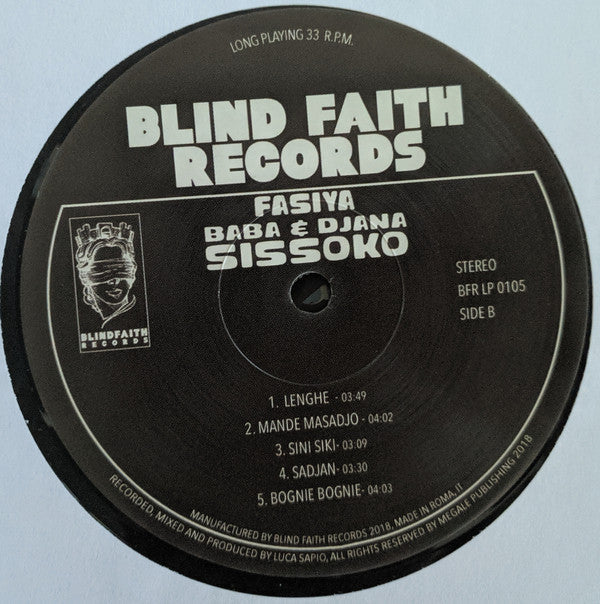 LONG PLAYING 33 R.P.M.
BLIND FAITH
RECORDS
FASIYA
BABA & DJANA
SISSOKO
BLINDFAITH
RECORDS
STEREO
BFR LP 0105
SIDE B
1. LENGHE - 03:49
2. MANDE MASADJO - 04:02
3. SINI SIKI- 03:09
4. SADJAN- 03:30
5. BOGNIE BOGNIE- 04:03
MANUFACTURED BY BLIND FAITH RECORDS 2018, MADE IN ROMA, IT
RECORDED, MIXED AND PRODUCED BY LUCA SAPIO, ALL RIGHTS RESERVED BY MEGALE PUBLISHING 2018